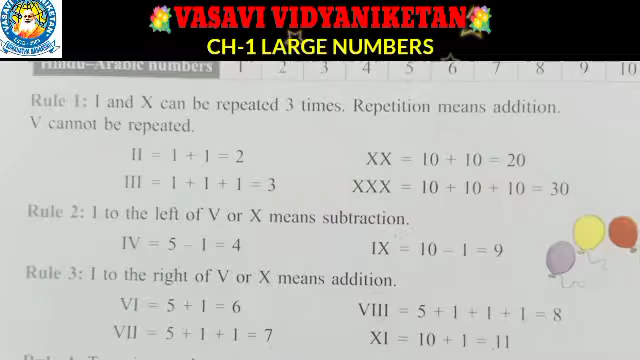 VASAVI VIDYANIKETAN
CH-1 LARGE NUMBERS
Hindu–Arabic numbers 1 2 3 4 5 6 7 8 9 10
Rule 1: I and X can be repeated 3 times. Repetition means addition.
V cannot be repeated.
II = 1 + 1 = 2 XX = 10 + 10 = 20
III = 1 + 1 + 1 = 3 XXX = 10 + 10 + 10 = 30
Rule 2: I to the left of V or X means subtraction.
IV = 5 – 1 = 4 IX = 10 – 1 = 9
Rule 3: I to the right of V or X means addition.
VI = 5 + 1 = 6 VIII = 5 + 1 + 1 + 1 = 8
VII = 5 + 1 + 1 = 7 XI = 10 + 1 = 11